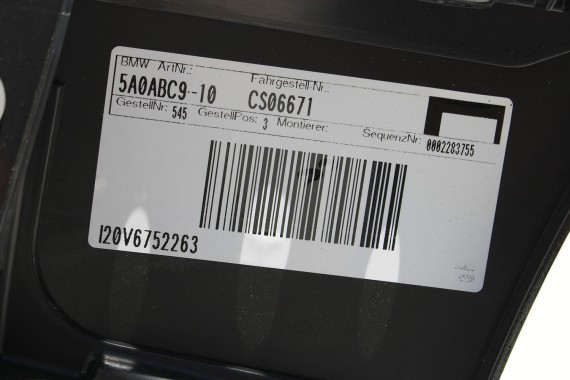 BMW ArtNr.: Fahrgestell-Nr.:
5A0ABC9-10 CS06671
GestellNr: 545 GestellPos: 3 Montierer: SequenzNr: 0002283755
I20V6752263